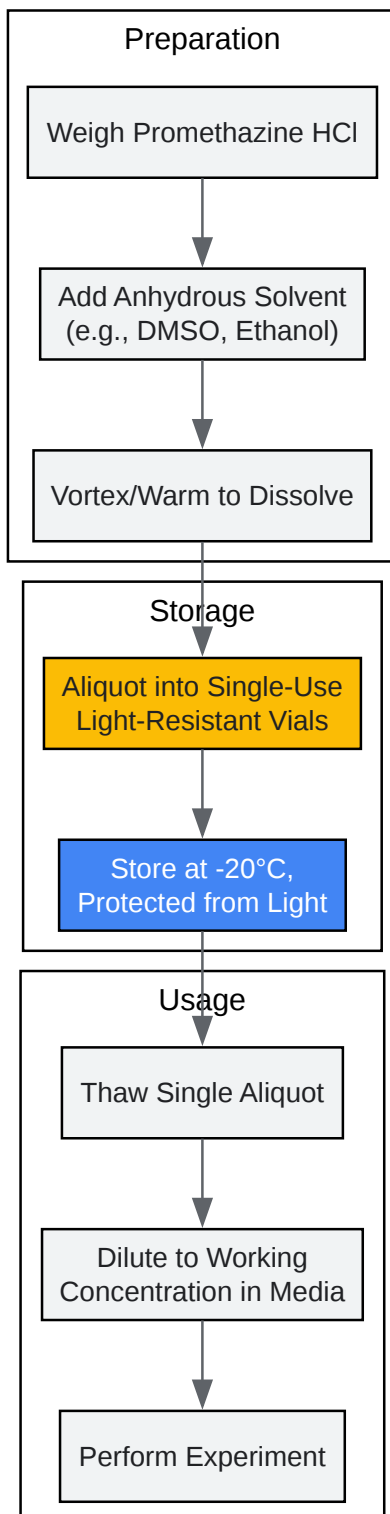 Preparation
Weigh Promethazine HCl
Add Anhydrous Solvent
(e.g., DMSO, Ethanol)
Vortex/Warm to Dissolve
Storage
Aliquot into Single-Use
Light-Resistant Vials
Store at -20°C,
Protected from Light
Usage
Thaw Single Aliquot
Dilute to Working
Concentration in Media
Perform Experiment